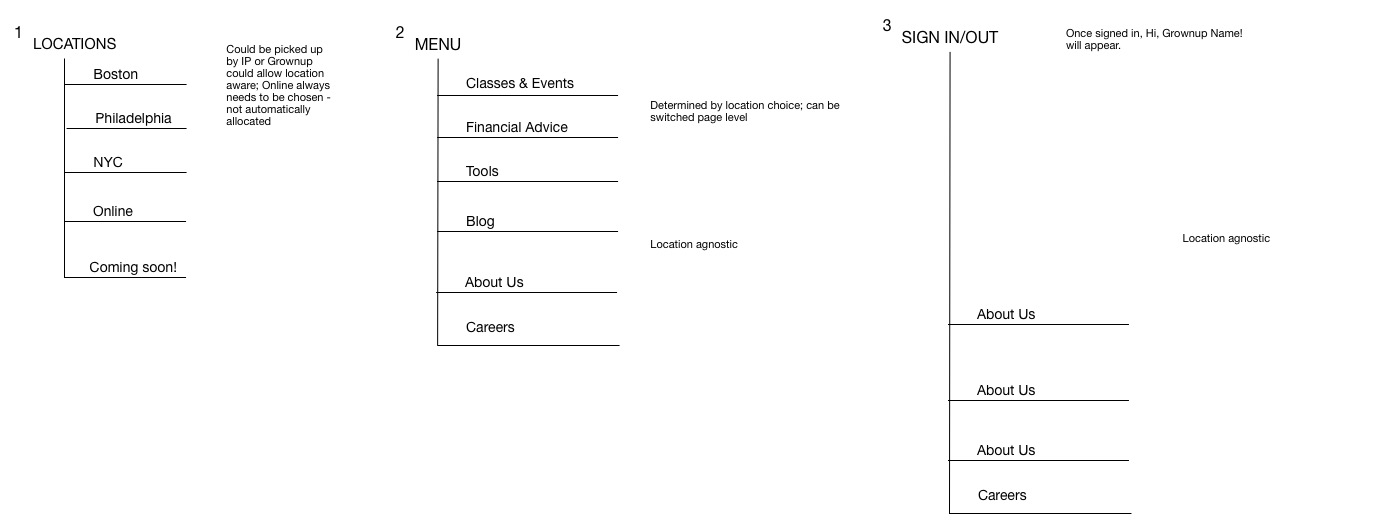 1
LOCATIONS
Boston
Philadelphia
NYC
Online
Coming soon!
Could be picked up
by IP or Grownup
could allow location
aware; Online always
needs to be chosen -
not automatically
allocated
2
MENU
Classes & Events
Financial Advice
Tools
Blog
About Us
Careers
Determined by location choice; can be
switched page level
Location agnostic
3
SIGN IN/OUT
Once signed in, Hi, Grownup Name!
will appear.
Location agnostic
About Us
About Us
About Us
Careers